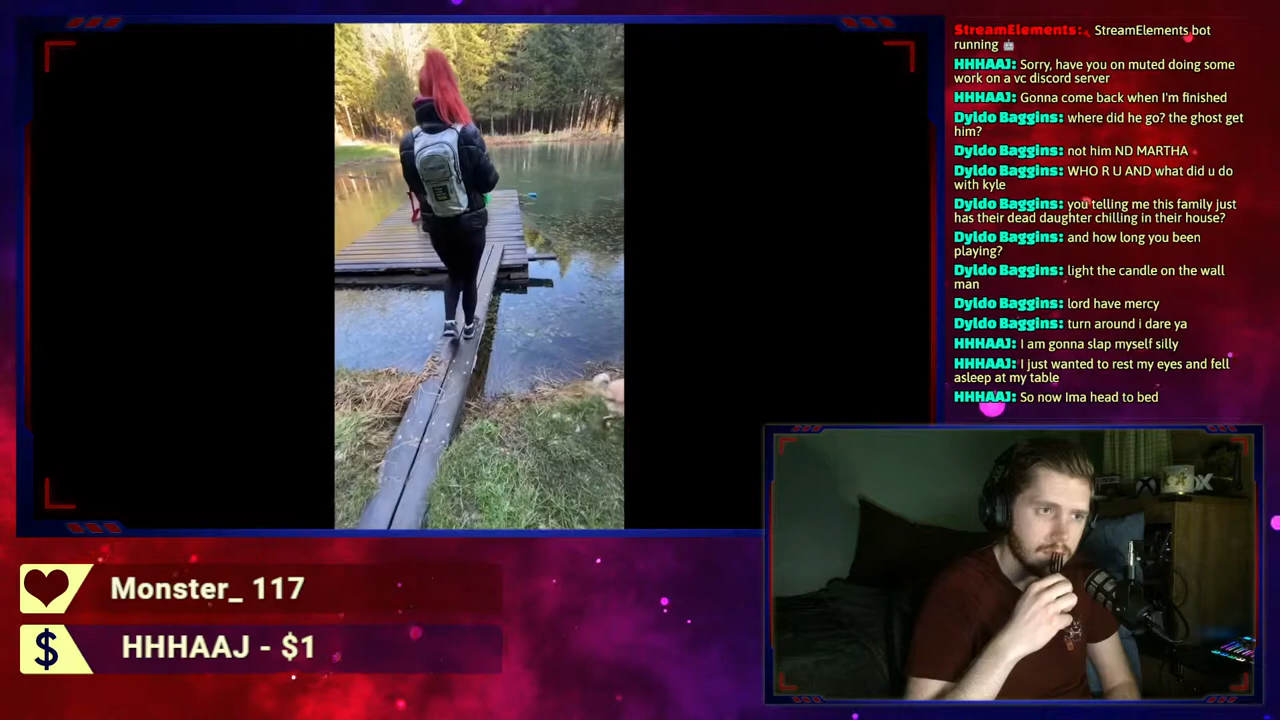 StreamElements: StreamElements bot
running 🤖
HHHAAJ: Sorry, have you on muted doing some
work on a vc discord server
HHHAAJ: Gonna come back when I'm finished
Dyldo Baggins: where did he go? the ghost get
him?
Dyldo Baggins: not him ND MARTHA
Dyldo Baggins: WHO R U AND what did u do
with kyle
Dyldo Baggins: you telling me this family just
has their dead daughter chilling in their house?
Dyldo Baggins: and how long you been
playing?
Dyldo Baggins: light the candle on the wall
man
Dyldo Baggins: lord have mercy
Dyldo Baggins: turn around i dare ya
HHHAAJ: I am gonna slap myself silly
HHHAAJ: I just wanted to rest my eyes and fell
asleep at my table
HHHAAJ: So now Ima head to bed
Monster_ 117
$ HHHAAJ - $1